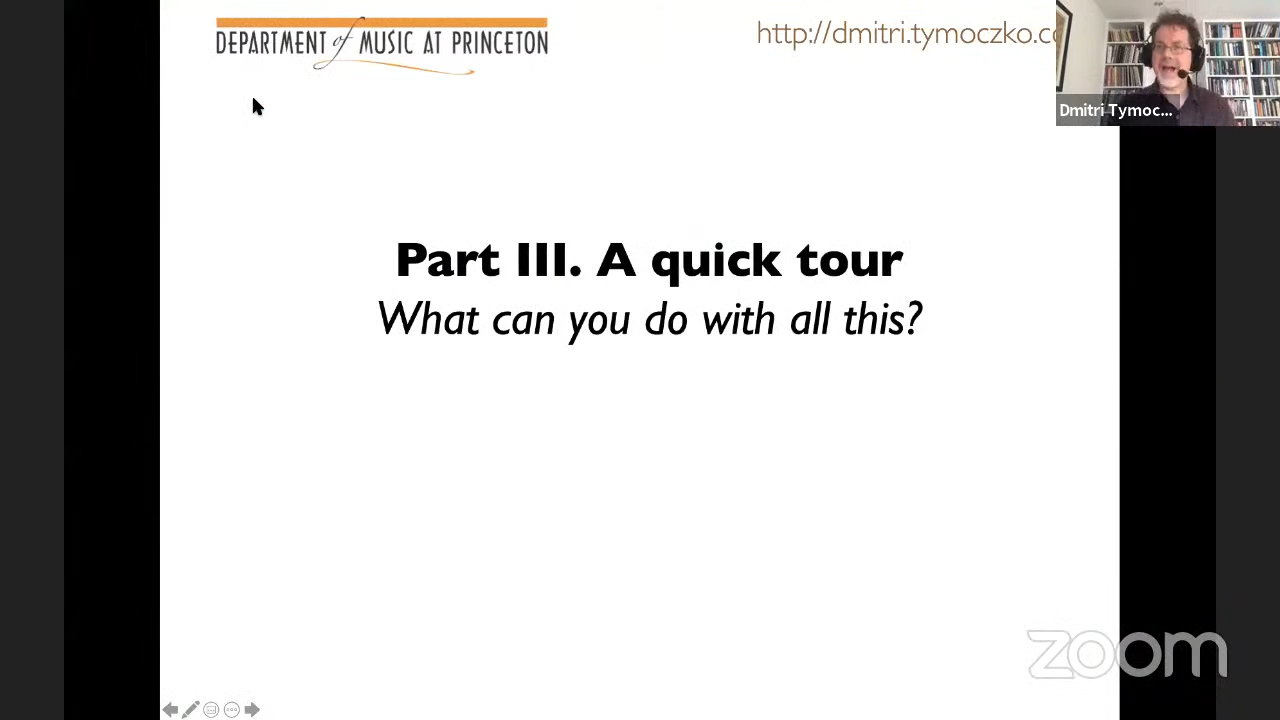 DEPARTMENT of MUSIC AT PRINCETON
http://dmitri.tymoczko.co
Dmitri Tymoc...
Part III. A quick tour
What can you do with all this?
zoom